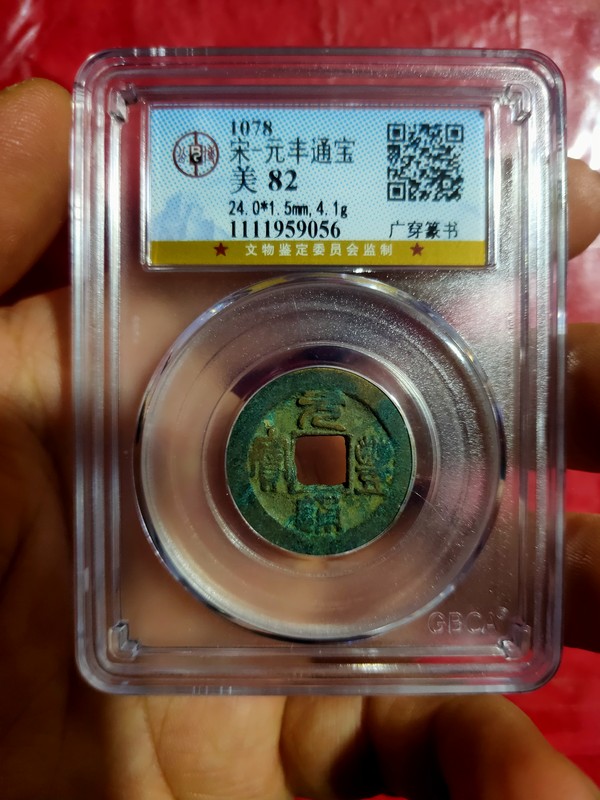 1078
宋-元丰通宝
美 82
24.0*1.5mm,4.1g
1111959056
广穿篆书
★ 文物鉴定委员会监制 ★
元豐通寶
GBCA